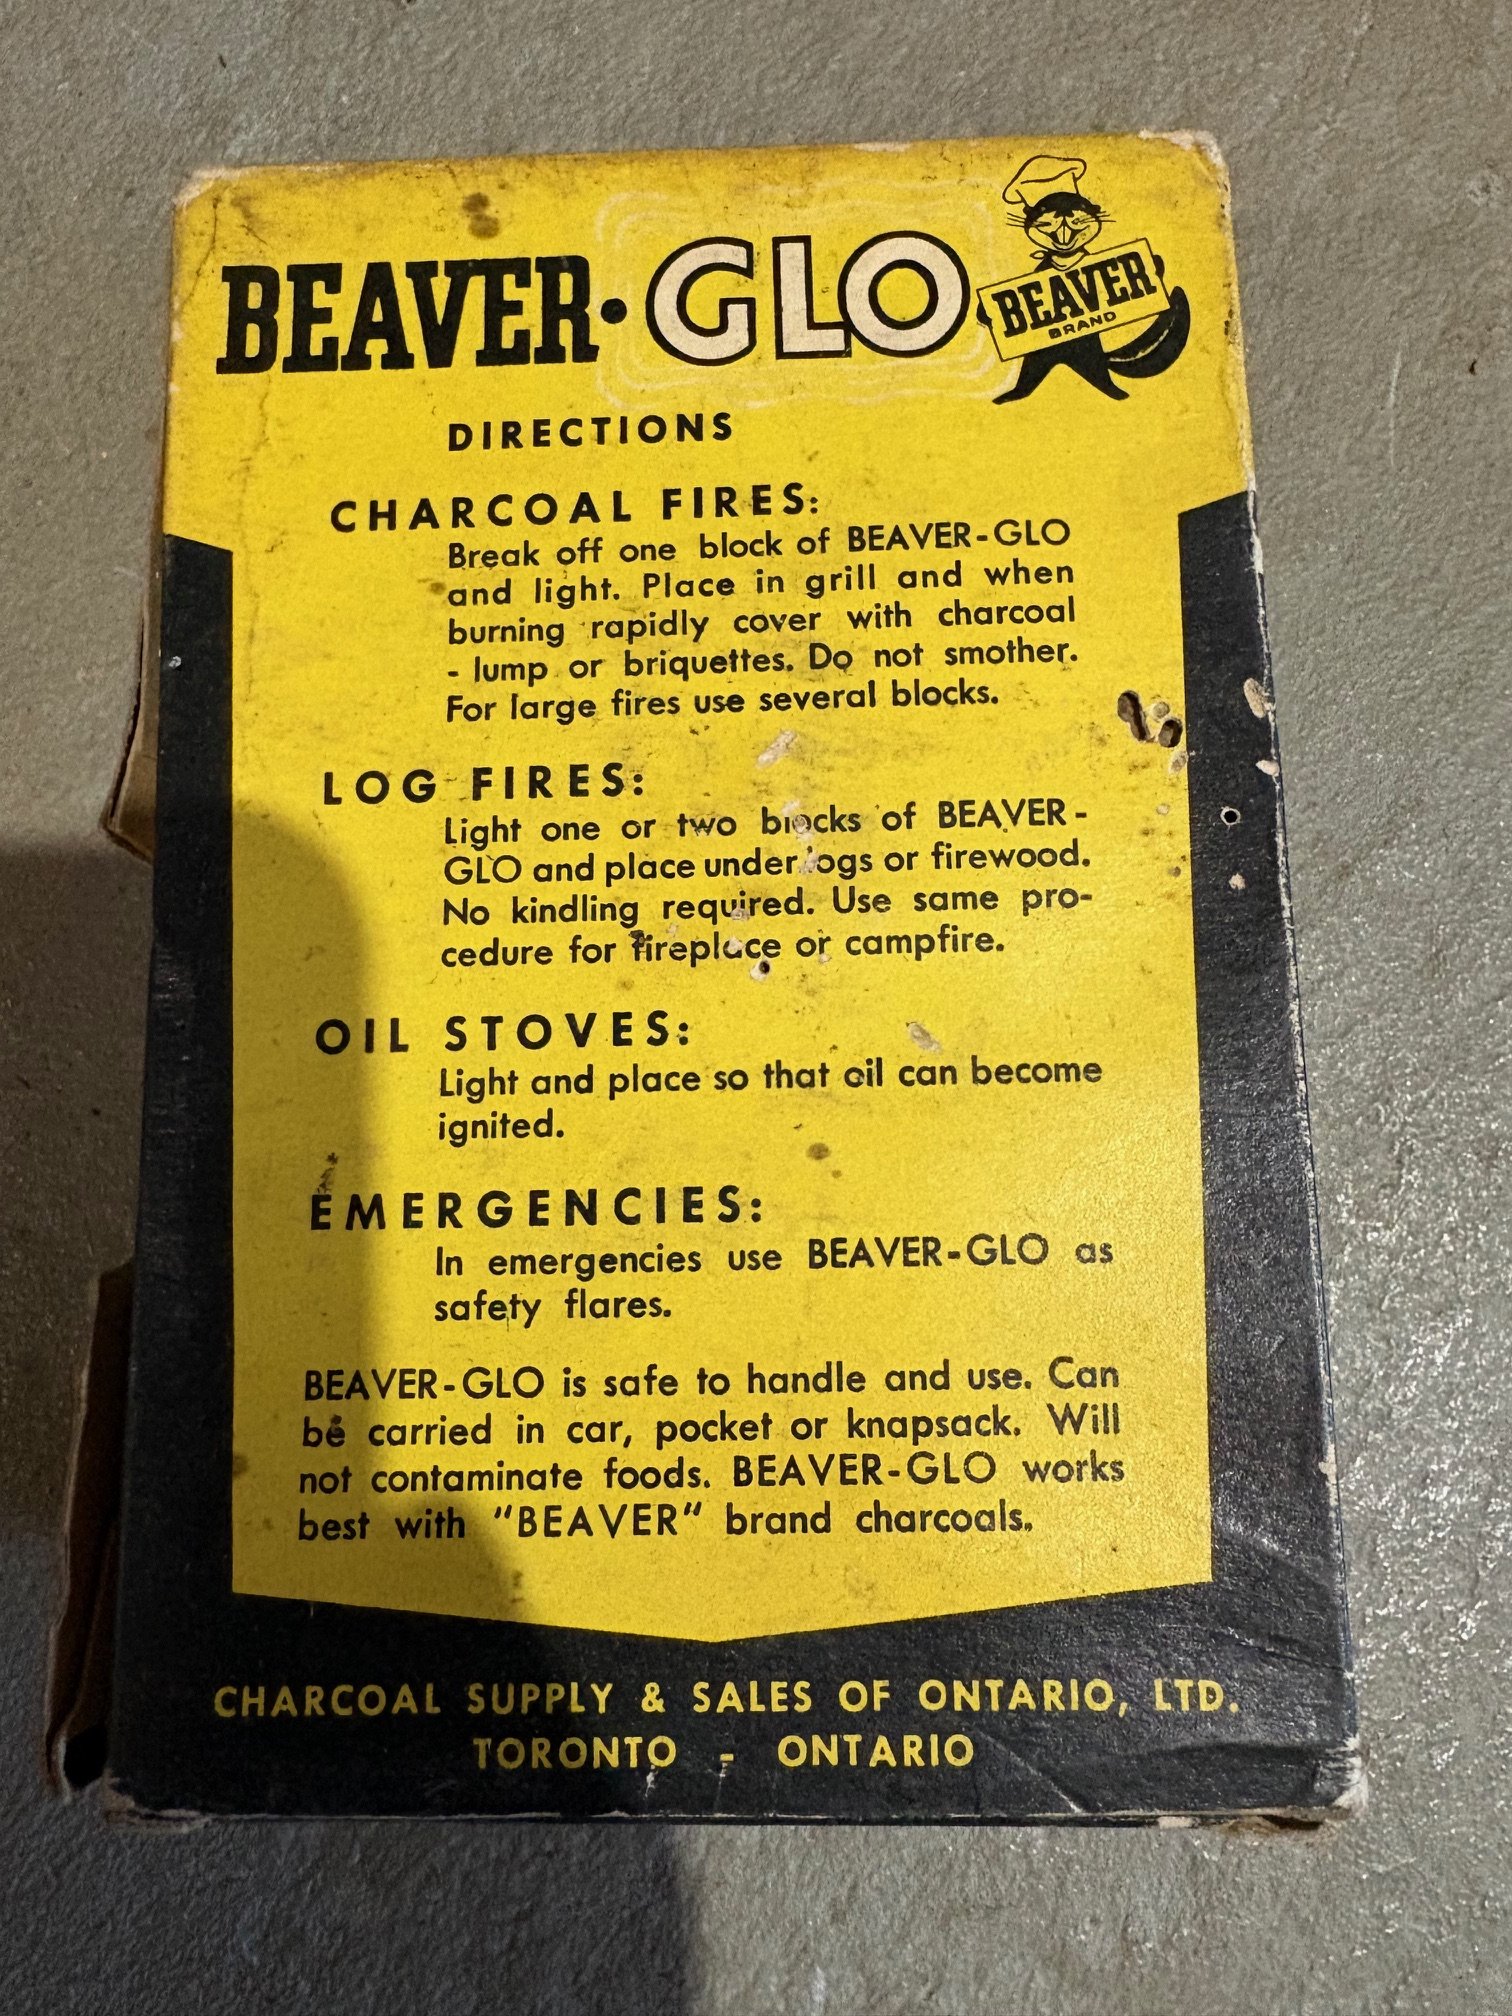 BEAVER•GLO
BEAVER
BRAND
DIRECTIONS
CHARCOAL FIRES:
Break off one block of BEAVER-GLO
and light. Place in grill and when
burning rapidly cover with charcoal
- lump or briquettes. Do not smother.
For large fires use several blocks.
LOG FIRES:
Light one or two blocks of BEAVER-
GLO and place under logs or firewood.
No kindling required. Use same pro-
cedure for fireplace or campfire.
OIL STOVES:
Light and place so that oil can become
ignited.
EMERGENCIES:
In emergencies use BEAVER-GLO as
safety flares.
BEAVER-GLO is safe to handle and use. Can
be carried in car, pocket or knapsack. Will
not contaminate foods. BEAVER-GLO works
best with "BEAVER" brand charcoals.
CHARCOAL SUPPLY & SALES OF ONTARIO, LTD.
TORONTO - ONTARIO